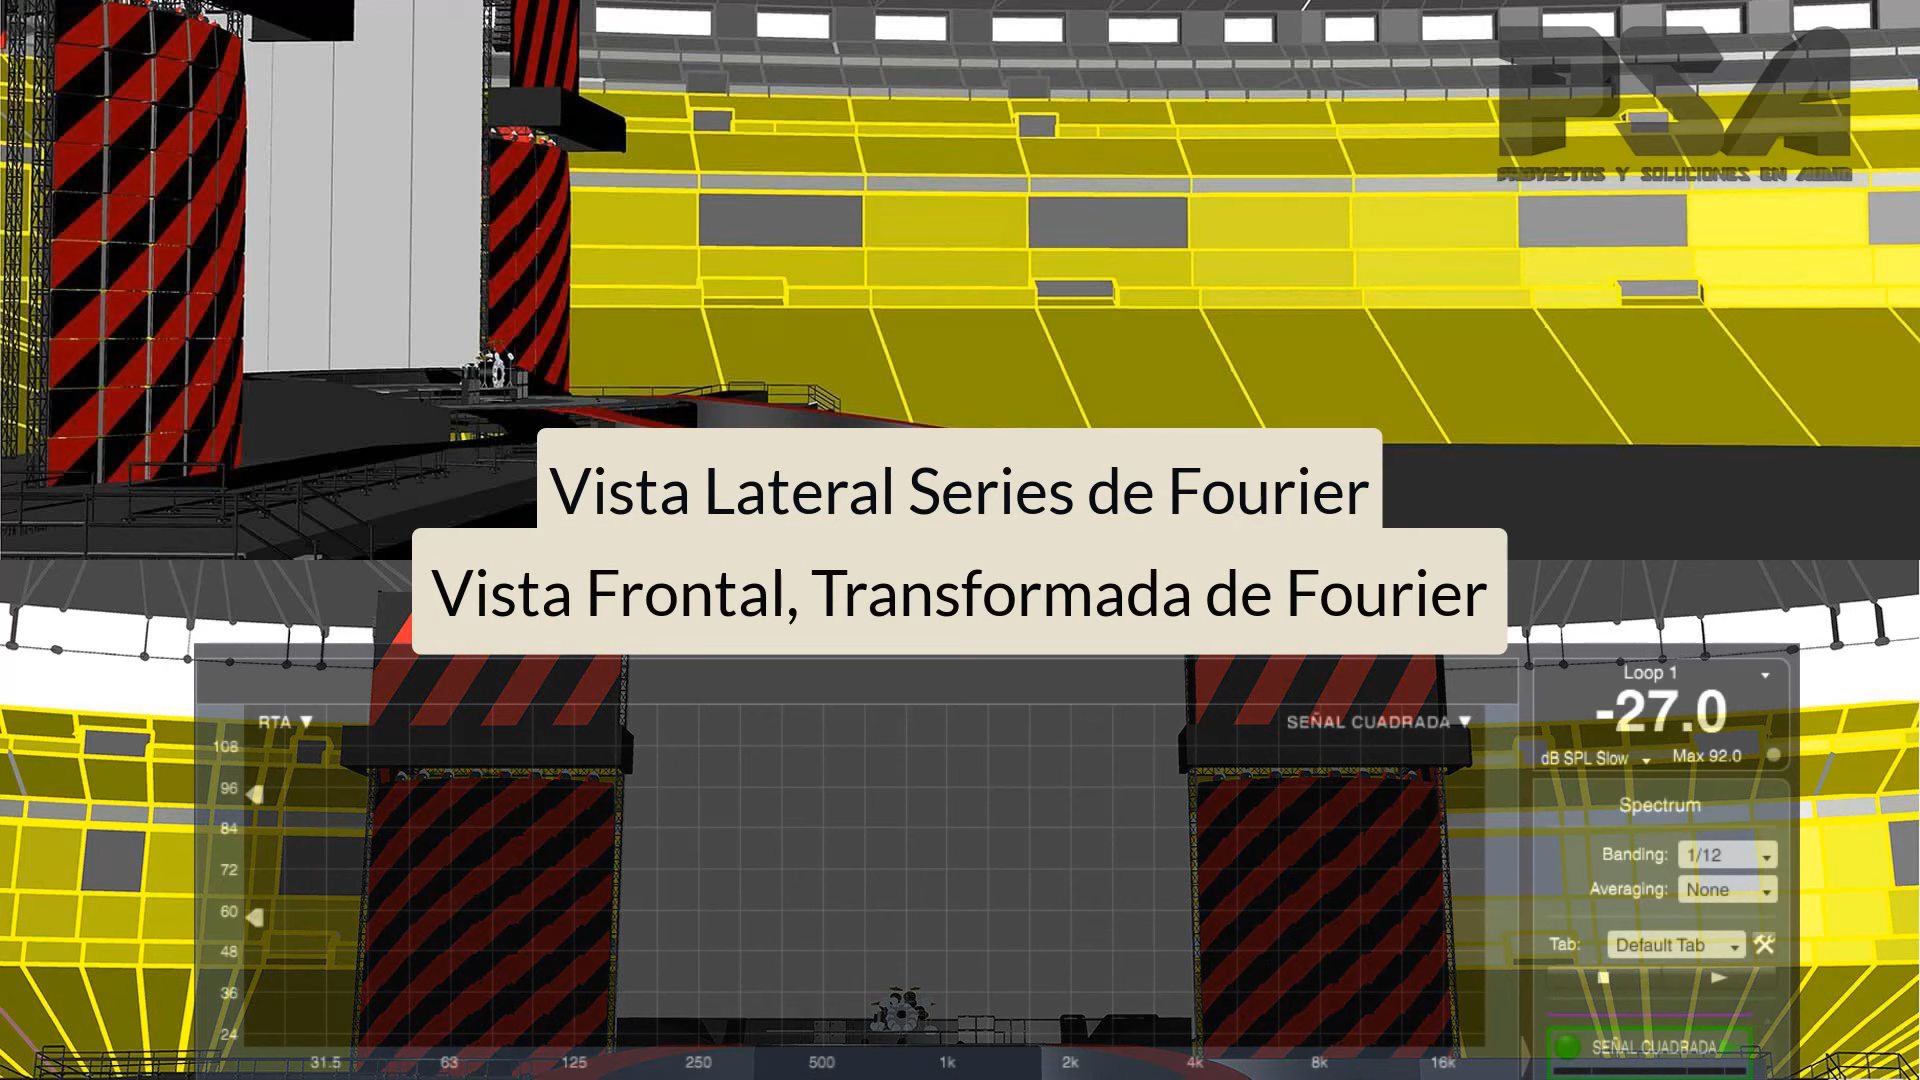 PSA
PROYECTOS Y SOLUCIONES EN AUDIO
Vista Lateral Series de Fourier
Vista Frontal, Transformada de Fourier
Loop 1
-27.0
dB SPL Slow Max 92.0
RTA SEÑAL CUADRADA
108
96
84
72
60
48
36
24
31.5 63 125 250 500 1k 2k 4k 8k 16k
Spectrum
Banding: 1/12
Averaging: None
Tab: Default Tab
SEÑAL CUADRADA